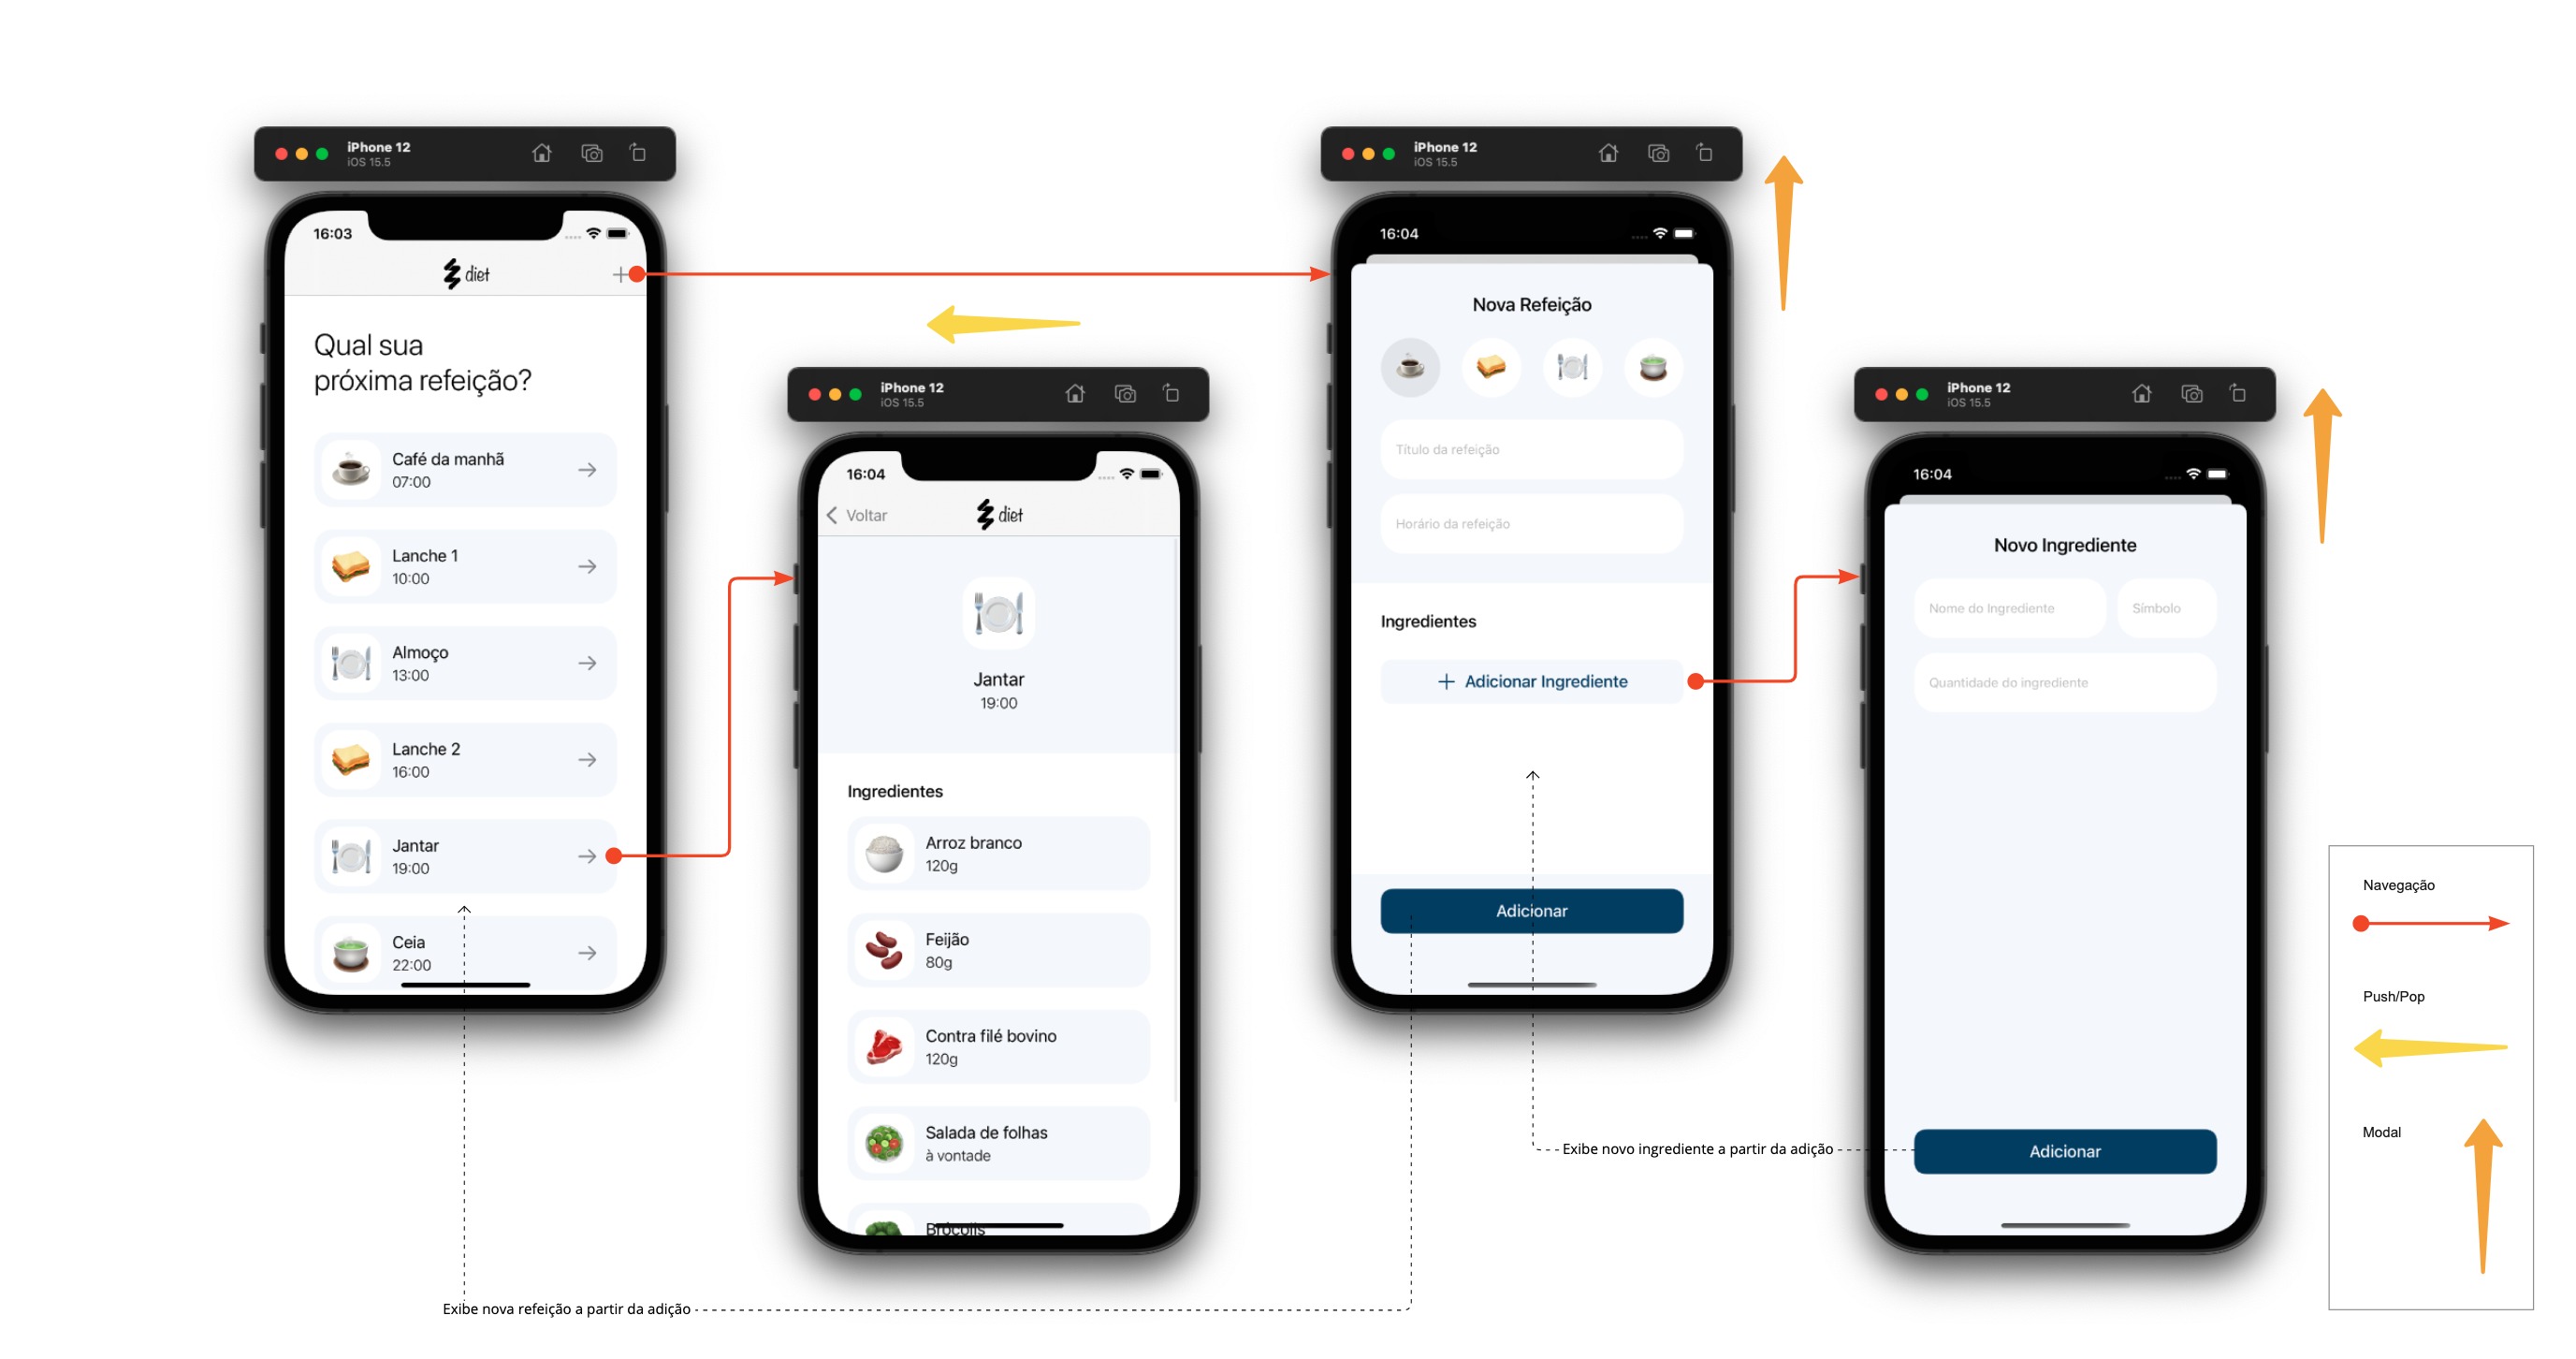 iPhone 12
iOS 15.5
16:03
diet
Qual sua
próxima refeição?
Café da manhã
07:00
Lanche 1
10:00
Almoço
13:00
Lanche 2
16:00
Jantar
19:00
Ceia
22:00
iPhone 12
iOS 15.5
16:04
Voltar
diet
Jantar
19:00
Ingredientes
Arroz branco
120g
Feijão
80g
Contra filé bovino
120g
Salada de folhas
à vontade
Brócolis
iPhone 12
iOS 15.5
16:04
Nova Refeição
Título da refeição
Horário da refeição
Ingredientes
+ Adicionar Ingrediente
Adicionar
iPhone 12
iOS 15.5
16:04
Novo Ingrediente
Nome do Ingrediente
Símbolo
Quantidade do ingrediente
Adicionar
Exibe novo ingrediente a partir da adição
Exibe nova refeição a partir da adição
Navegação
Push/Pop
Modal